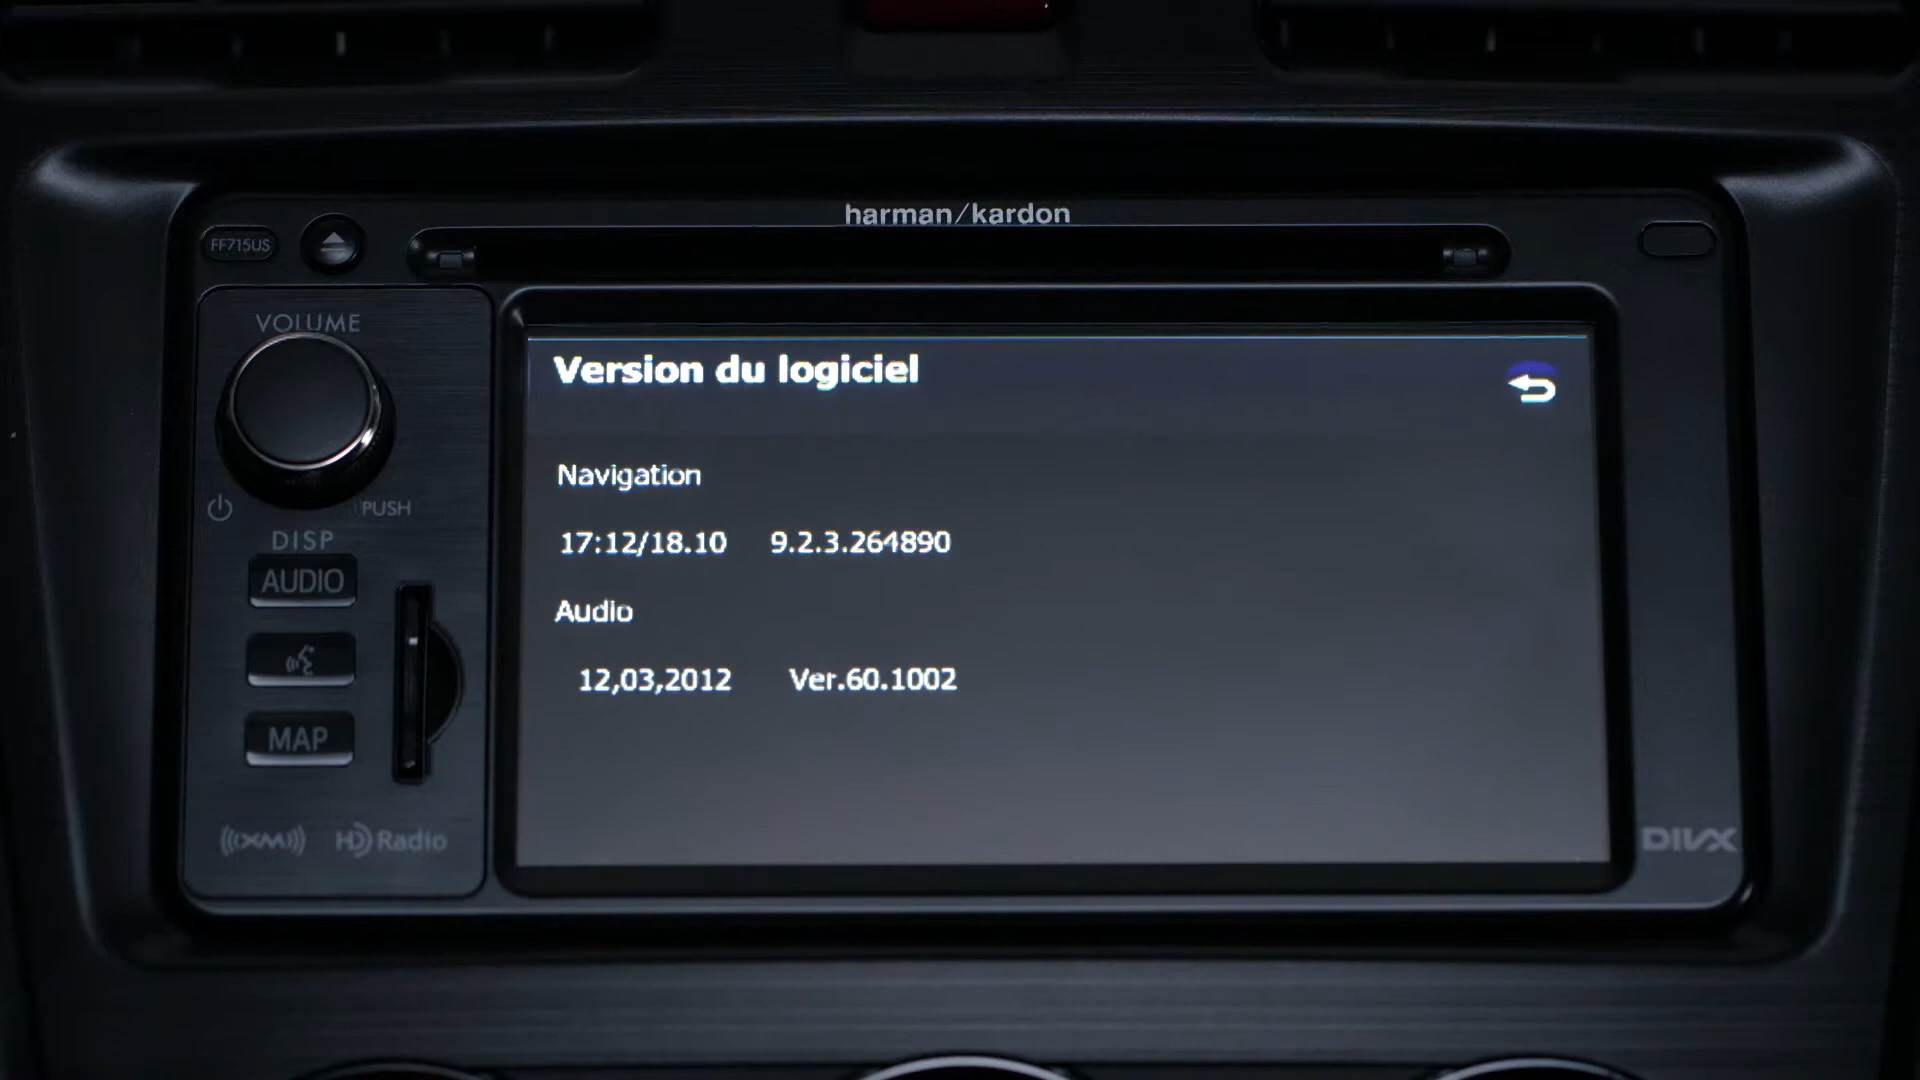 harman/kardon
FF715US
VOLUME
PUSH
DISP
AUDIO
MAP
((XM)) HD Radio
Version du logiciel
Navigation
17:12/18.10 9.2.3.264890
Audio
12,03,2012 Ver.60.1002
DIVX